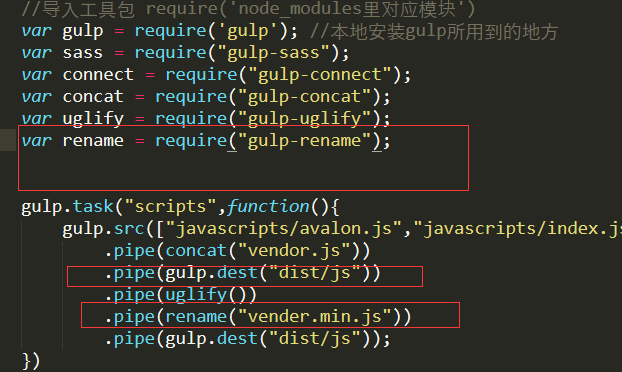 //导入工具包 require('node_modules里对应模块')
var gulp = require('gulp'); //本地安装gulp所用到的地方
var sass = require("gulp-sass");
var connect = require("gulp-connect");
var concat = require("gulp-concat");
var uglify = require("gulp-uglify");
var rename = require("gulp-rename");
gulp.task("scripts",function(){
gulp.src(["javascripts/avalon.js","javascripts/index.js
.pipe(concat("vendor.js"))
.pipe(gulp.dest("dist/js"))
.pipe(uglify())
.pipe(rename("vender.min.js"))
.pipe(gulp.dest("dist/js"));
})